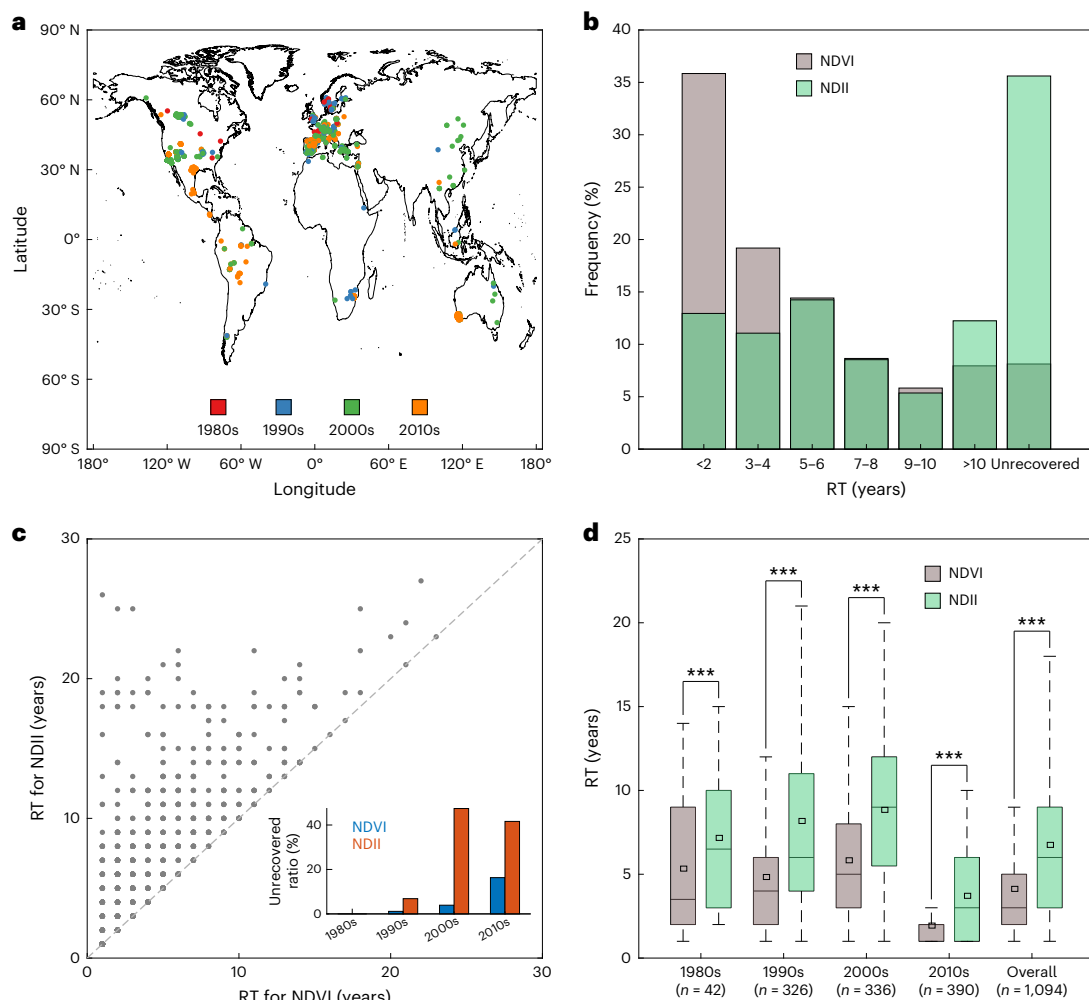 a
90° N
60° N
30° N
0°
30° S
60° S
90° S
Latitude
1980s 1990s 2000s 2010s
180° 120° W 60° W 0° 60° E 120° E 180°
Longitude
b
40
35
30
25
20
15
10
5
0
Frequency (%)
NDVI
NDII
<2 3–4 5–6 7–8 9–10 >10 Unrecovered
RT (years)
c
30
20
10
0
RT for NDII (years)
NDVI
NDII
Unrecovered
ratio (%)
40
20
0
1980s 1990s 2000s 2010s
0 10 20 30
RT for NDVI (years)
d
25
20
15
10
5
0
RT (years)
NDVI
NDII
*** *** *** *** ***
1980s 1990s 2000s 2010s Overall
(n = 42) (n = 326) (n = 336) (n = 390) (n = 1,094)